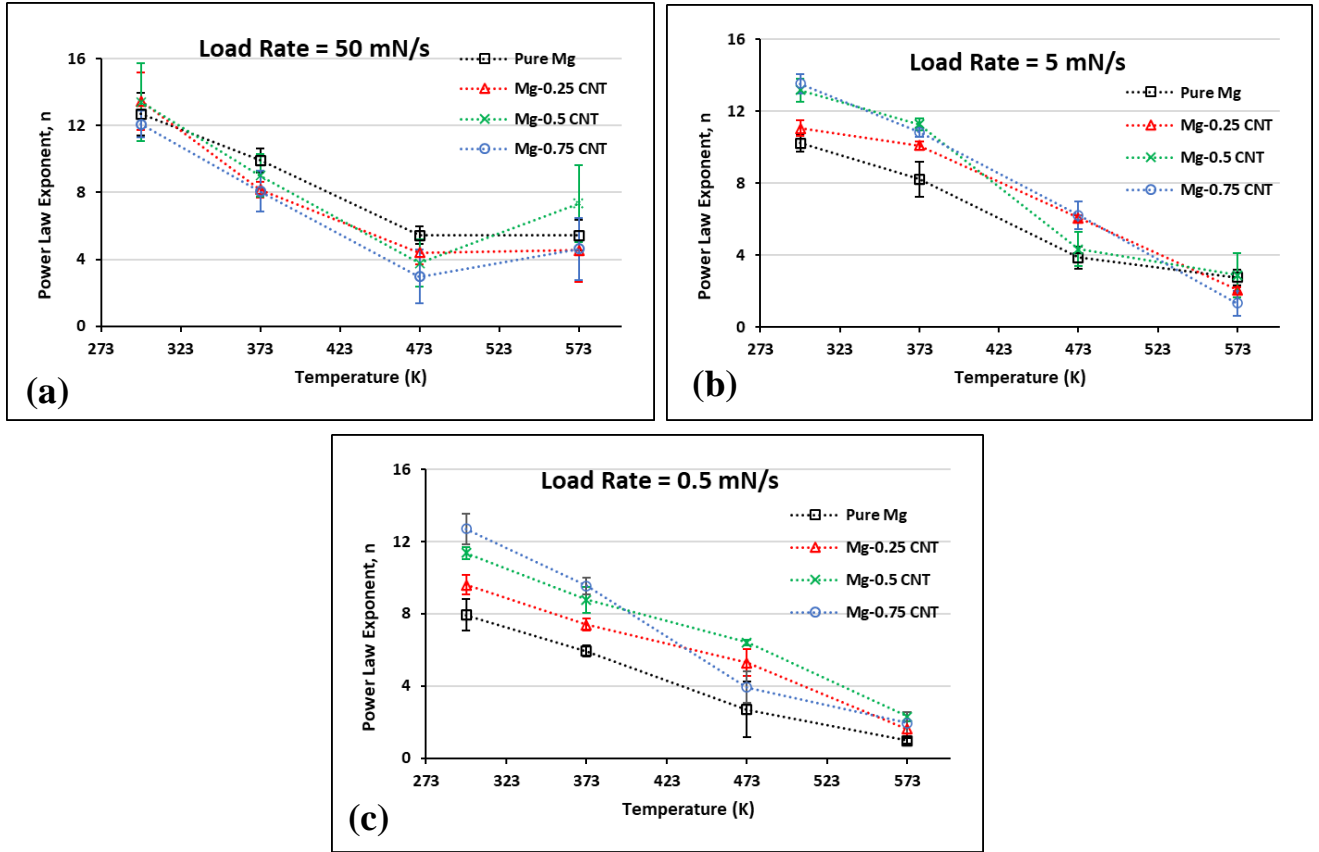 Load Rate = 50 mN/s
Pure Mg
Mg-0.25 CNT
Mg-0.5 CNT
Mg-0.75 CNT
Power Law Exponent, n
16
12
8
4
0
273 323 373 423 473 523 573
Temperature (K)
(a)
Load Rate = 5 mN/s
Pure Mg
Mg-0.25 CNT
Mg-0.5 CNT
Mg-0.75 CNT
Power Law Exponent, n
16
12
8
4
0
273 323 373 423 473 523 573
Temperature (K)
(b)
Load Rate = 0.5 mN/s
Pure Mg
Mg-0.25 CNT
Mg-0.5 CNT
Mg-0.75 CNT
Power Law Exponent, n
16
12
8
4
0
273 323 373 423 473 523 573
Temperature (K)
(c)